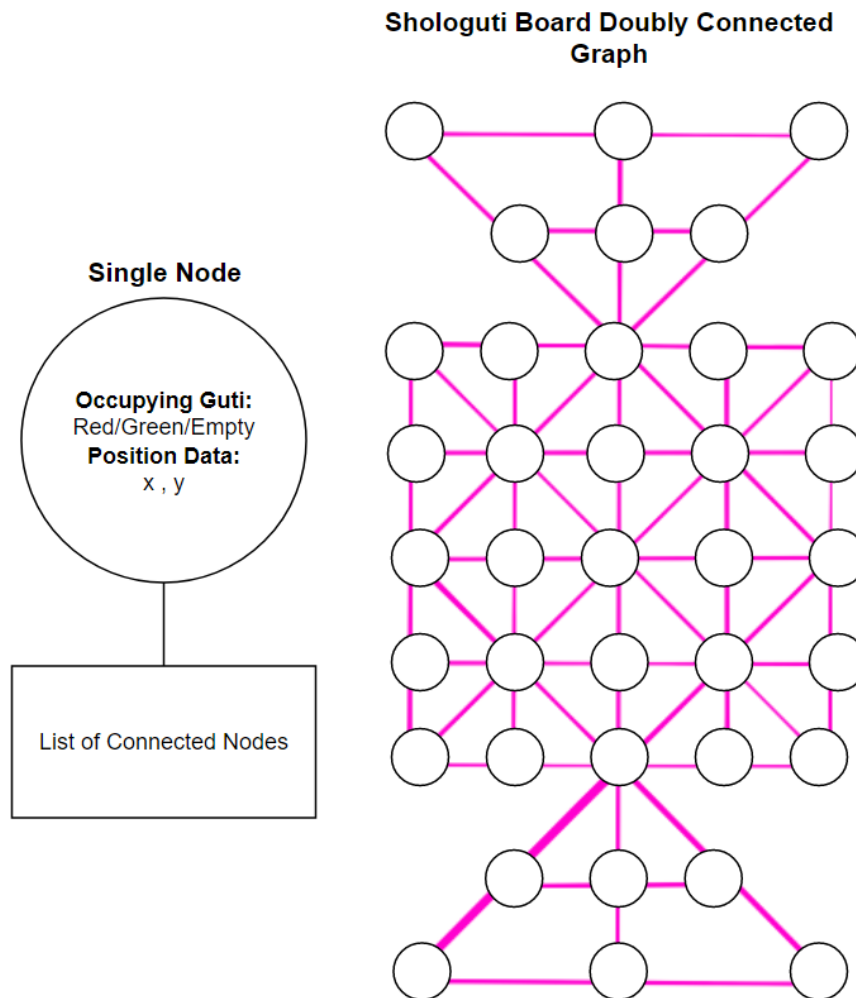 Shologuti Board Doubly Connected
Graph
Single Node
Occupying Guti:
Red/Green/Empty
Position Data:
x , y
List of Connected Nodes